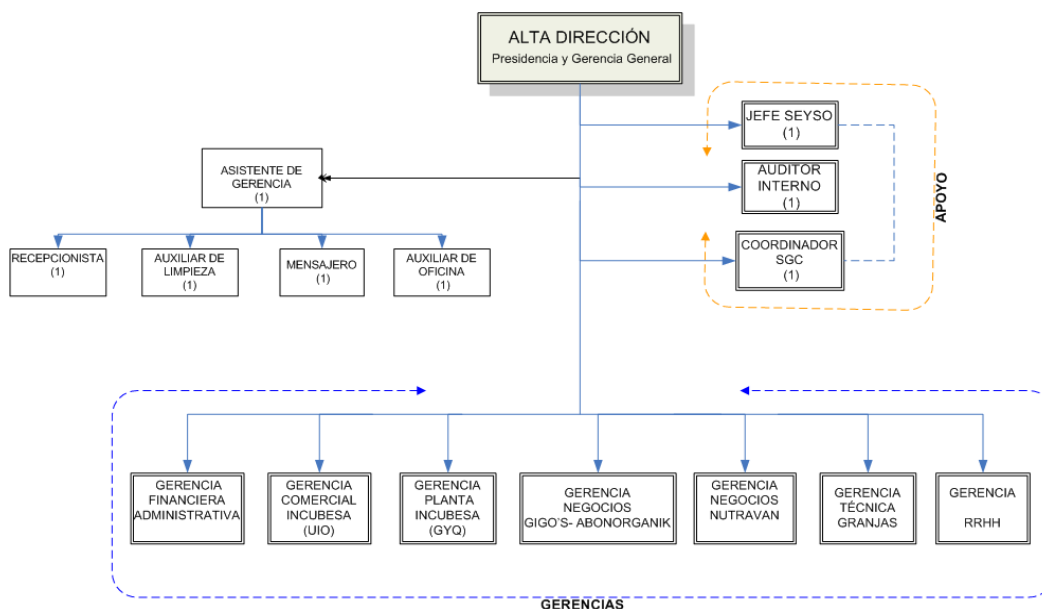 ALTA DIRECCIÓN
Presidencia y Gerencia General
JEFE SEYSO
(1)
ASISTENTE DE
GERENCIA
(1)
AUDITOR
INTERNO
(1)
APOYO
COORDINADOR
SGC
(1)
RECEPCIONISTA
(1)
AUXILIAR DE
LIMPIEZA
(1)
MENSAJERO
(1)
AUXILIAR DE
OFICINA
(1)
GERENCIA
FINANCIERA
ADMINISTRATIVA
GERENCIA
COMERCIAL
INCUBESA
(UIO)
GERENCIA
PLANTA
INCUBESA
(GYQ)
GERENCIA
NEGOCIOS
GIGO'S- ABONORGANIK
GERENCIA
NEGOCIOS
NUTRAVAN
GERENCIA
TÉCNICA
GRANJAS
GERENCIA
RRHH
GERENCIAS